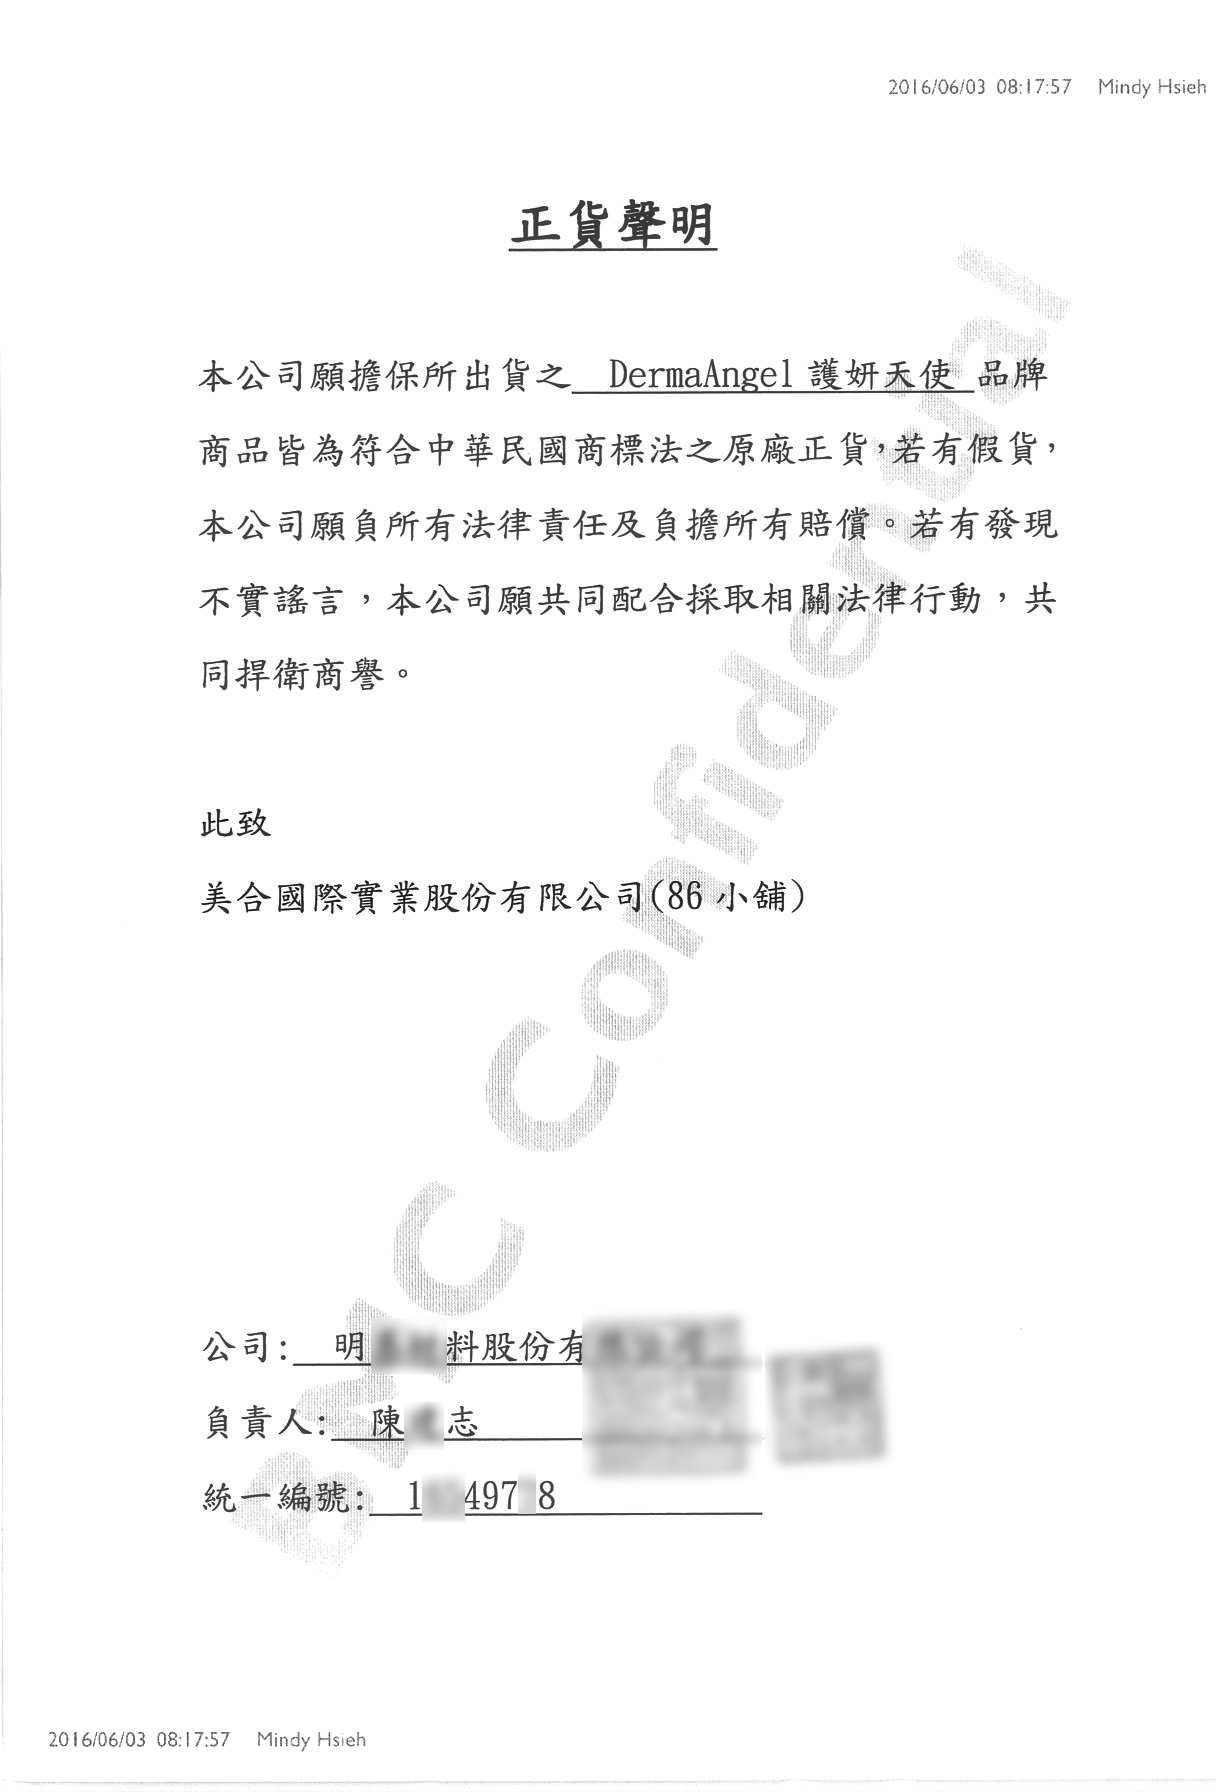 2016/06/03 08:17:57 Mindy Hsieh
正貨聲明
本公司願擔保所出貨之 DermaAngel 護妍天使 品牌
商品皆為符合中華民國商標法之原廠正貨，若有假貨，
本公司願負所有法律責任及負擔所有賠償。若有發現
不實謠言，本公司願共同配合採取相關法律行動，共
同捍衛商譽。
此致
美合國際實業股份有限公司(86 小舖)
BMC Confidential
公司: 明 料股份有
負責人: 陳 志
統一編號: 1 497 8
2016/06/03 08:17:57 Mindy Hsieh